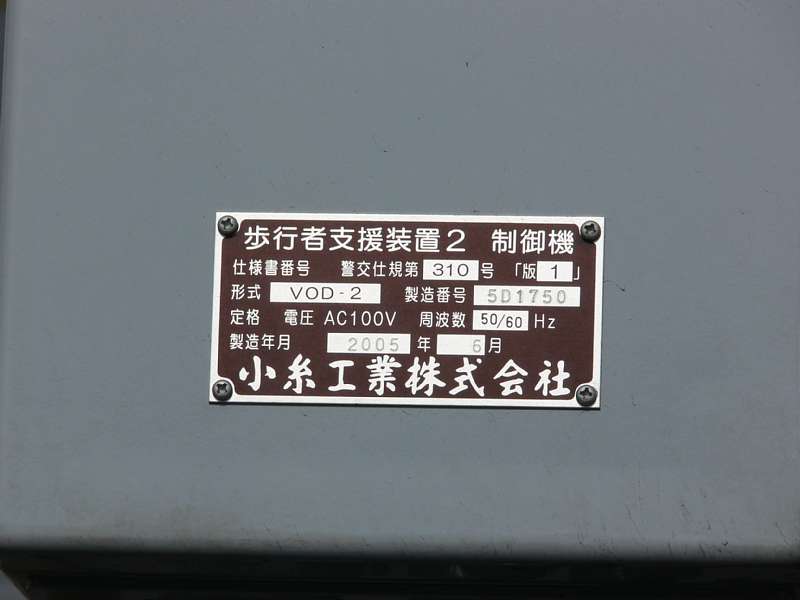 歩行者支援装置2 制御機
仕様書番号 警交仕規第 310 号 「版 1 」
形式 VOD-2 製造番号 5D1750
定格 電圧 AC100V 周波数 50/60 Hz
製造年月 2005 年 6 月
小糸工業株式会社